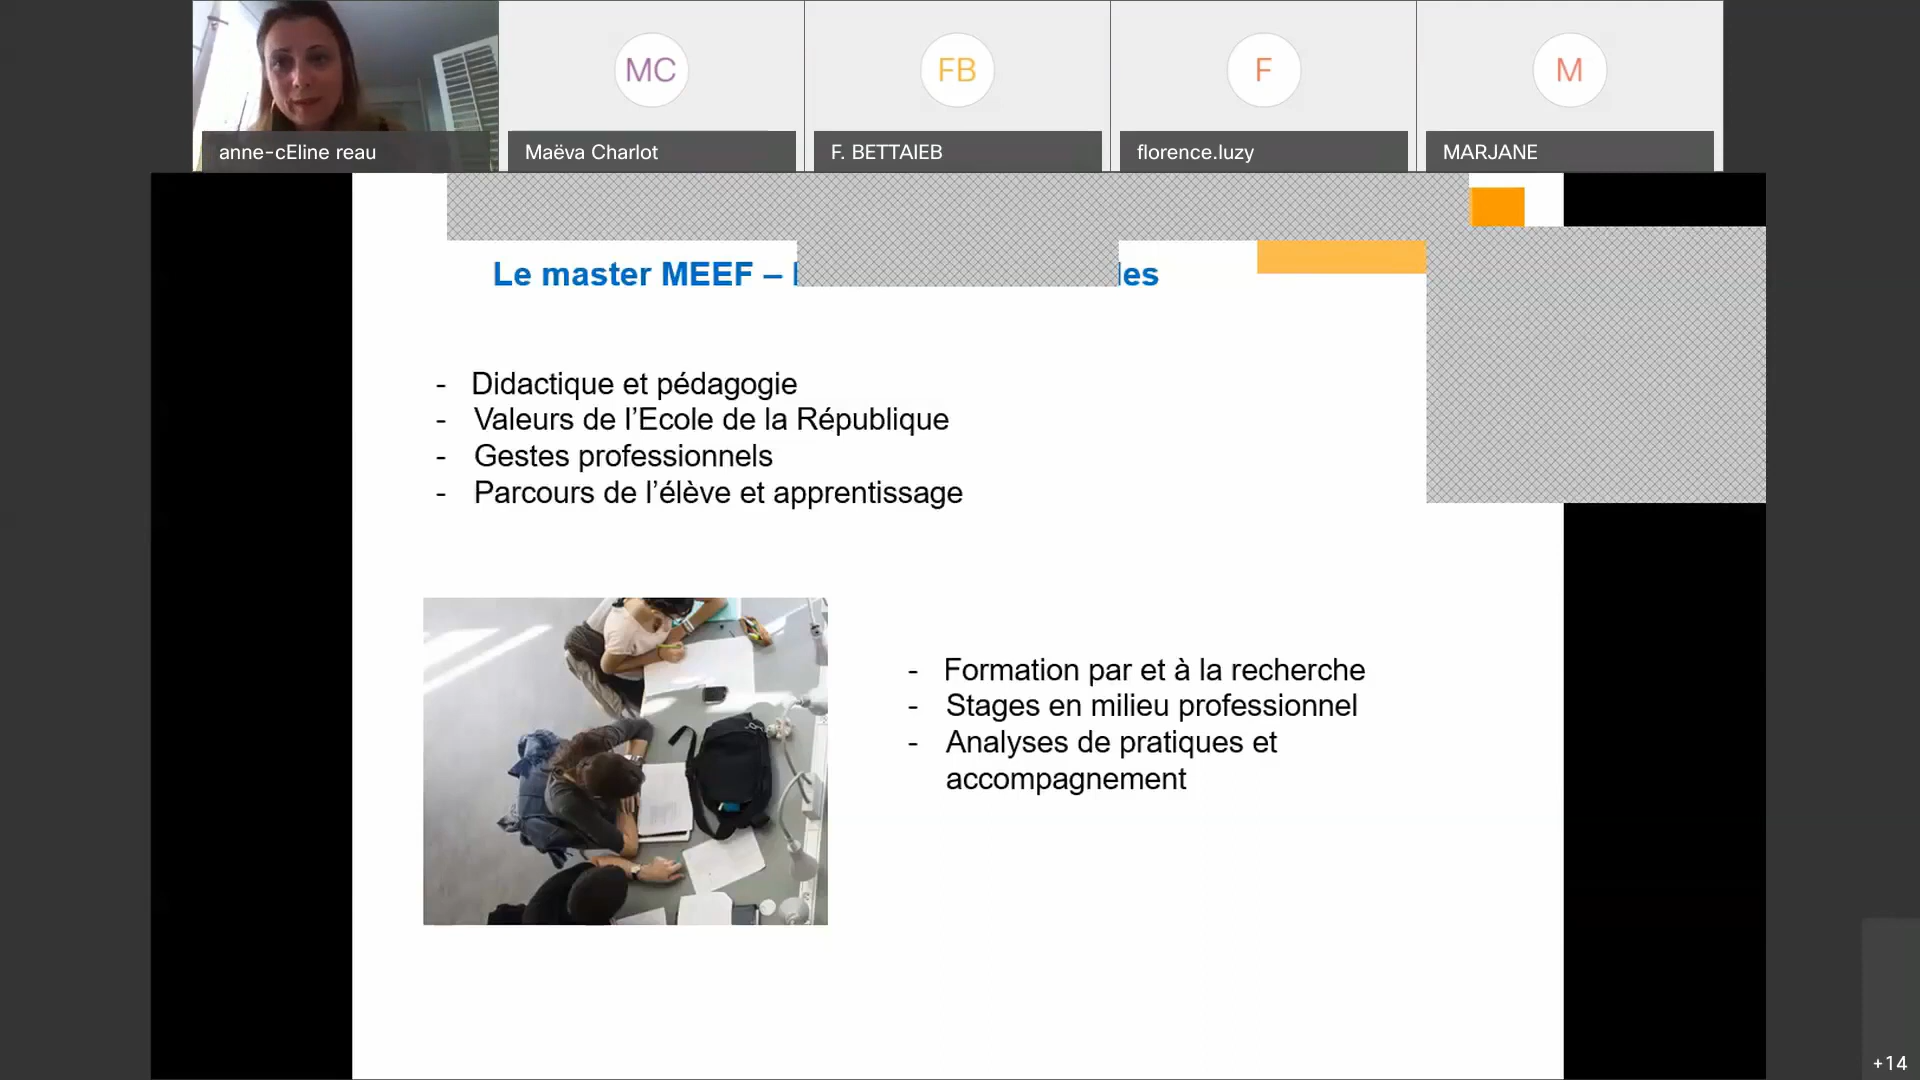 MC
FB
F
M
anne-cEline reau
Maëva Charlot
F. BETTAIEB
florence.luzy
MARJANE
Le master MEEF – les
- Didactique et pédagogie
- Valeurs de l’Ecole de la République
- Gestes professionnels
- Parcours de l’élève et apprentissage
- Formation par et à la recherche
- Stages en milieu professionnel
- Analyses de pratiques et
accompagnement
+14